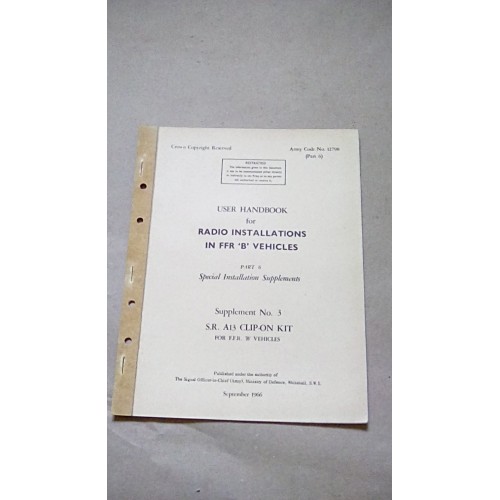 Crown Copyright Reserved
Army Code No. 12798
(Part 6)
RESTRICTED
USER HANDBOOK
for
RADIO INSTALLATIONS
IN FFR 'B' VEHICLES
PART 6
Special Installation Supplements
Supplement No. 3
S.R. A13 CLIP-ON KIT
FOR F.F.R. 'B' VEHICLES
Published under the authority of
The Signal Officer-in-Chief (Army), Ministry of Defence, Whitehall, S.W.1.
September 1966